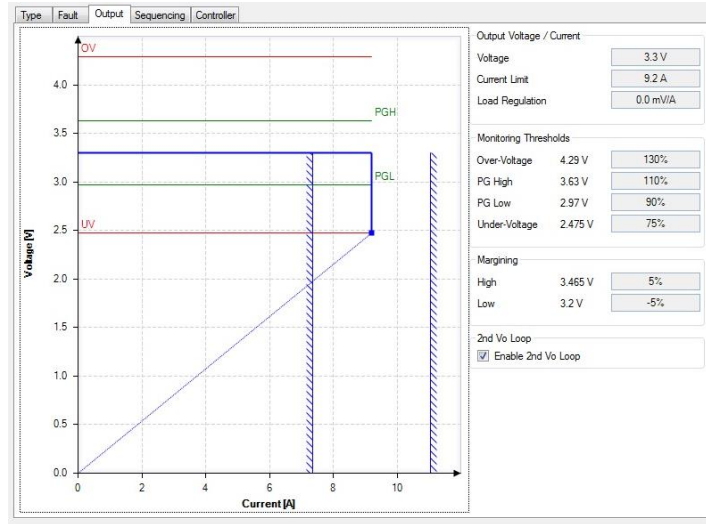 Type Fault Output Sequencing Controller
OV
PGH
PGL
UV
4.0
3.5
3.0
2.5
2.0
1.5
1.0
0.5
0.0
Voltage [V]
0 2 4 6 8 10
Current [A]
Output Voltage / Current
Voltage 3.3 V
Current Limit 9.2 A
Load Regulation 0.0 mV/A
Monitoring Thresholds
Over-Voltage 4.29 V 130%
PG High 3.63 V 110%
PG Low 2.97 V 90%
Under-Voltage 2.475 V 75%
Margining
High 3.465 V 5%
Low 3.2 V -5%
2nd Vo Loop
Enable 2nd Vo Loop